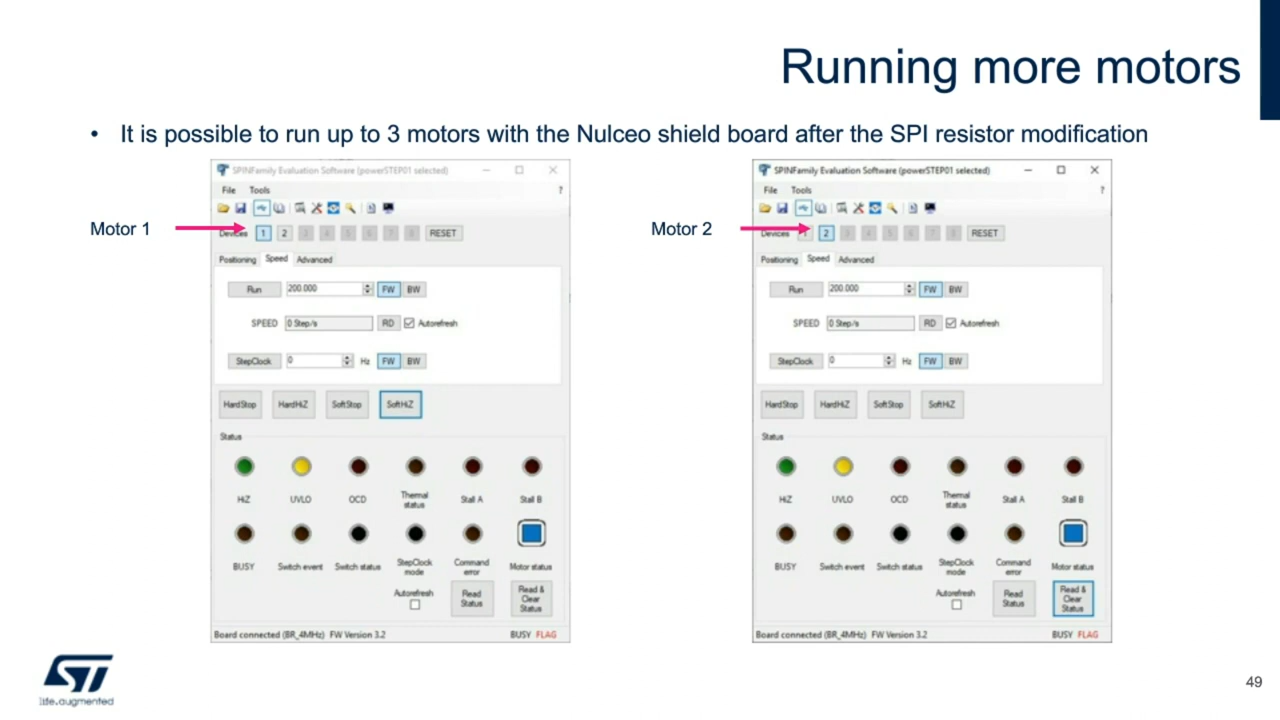 Running more motors
• It is possible to run up to 3 motors with the Nulceo shield board after the SPI resistor modification
Motor 1
SPINFamily Evaluation Software (powerSTEP01 selected)
File Tools ?
Devices 1 2 3 4 5 6 7 8 RESET
Positioning Speed Advanced
Run 200.000 FW BW
SPEED 0 Step/s RD Autorefresh
StepClock 0 Hz FW BW
HardStop HardHiZ SoftStop SoftHiZ
Status
HiZ UVLO OCD Thermal status Stall A Stall B
BUSY Switch event Switch status StepClock mode Command error Motor status
Autorefresh Read Status Read & Clear Status
Board connected (BR_4MHz) FW Version 3.2 BUSY FLAG
Motor 2
SPINFamily Evaluation Software (powerSTEP01 selected)
File Tools ?
Devices 1 2 3 4 5 6 7 8 RESET
Positioning Speed Advanced
Run 200.000 FW BW
SPEED 0 Step/s RD Autorefresh
StepClock 0 Hz FW BW
HardStop HardHiZ SoftStop SoftHiZ
Status
HiZ UVLO OCD Thermal status Stall A Stall B
BUSY Switch event Switch status StepClock mode Command error Motor status
Autorefresh Read Status Read & Clear Status
Board connected (BR_4MHz) FW Version 3.2 BUSY FLAG
ST
life.augmented
49